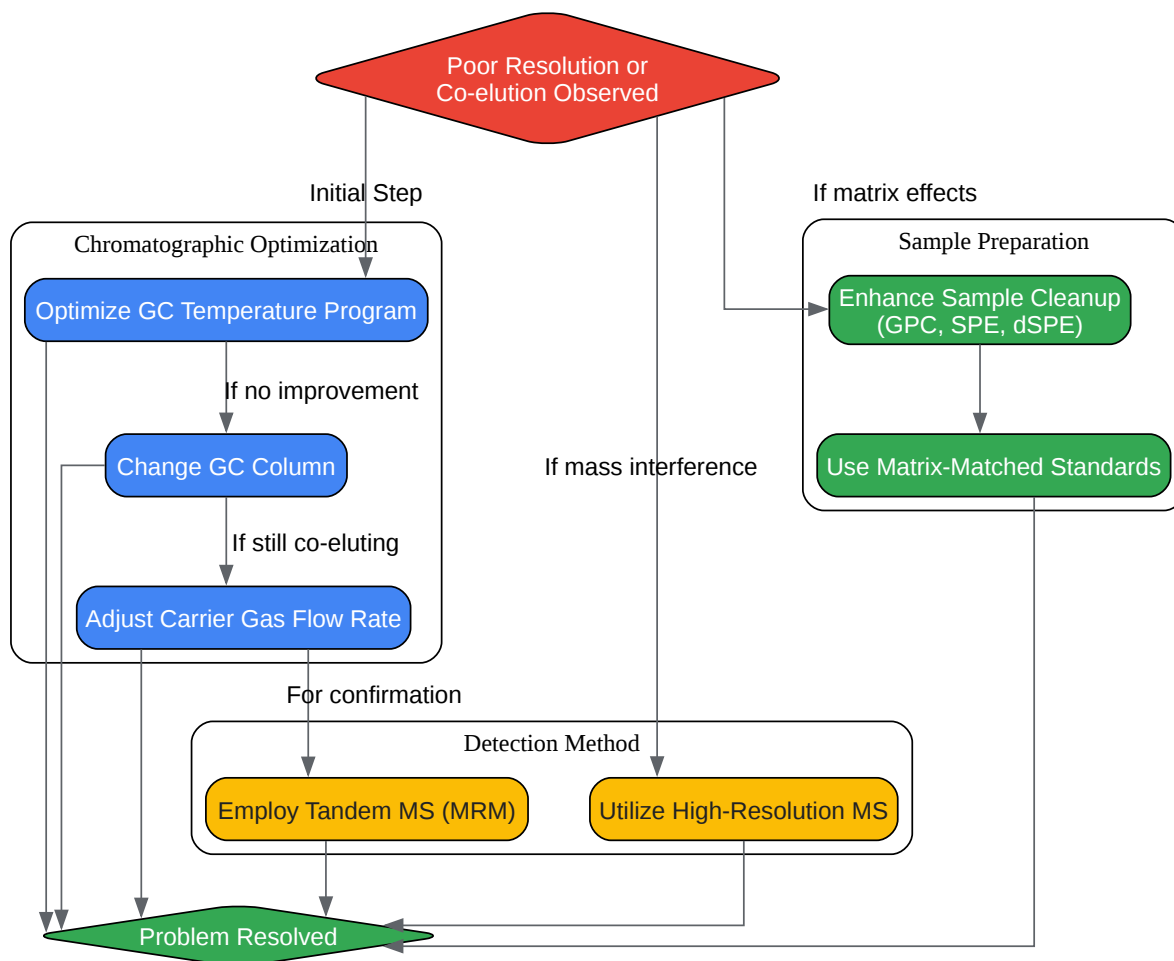 Poor Resolution or
Co-elution Observed
Initial Step
If matrix effects
Chromatographic Optimization
Sample Preparation
Optimize GC Temperature Program
Enhance Sample Cleanup
(GPC, SPE, dSPE)
If no improvement
Change GC Column
If mass interference
Use Matrix-Matched Standards
If still co-eluting
Adjust Carrier Gas Flow Rate
For confirmation
Detection Method
Employ Tandem MS (MRM)
Utilize High-Resolution MS
Problem Resolved